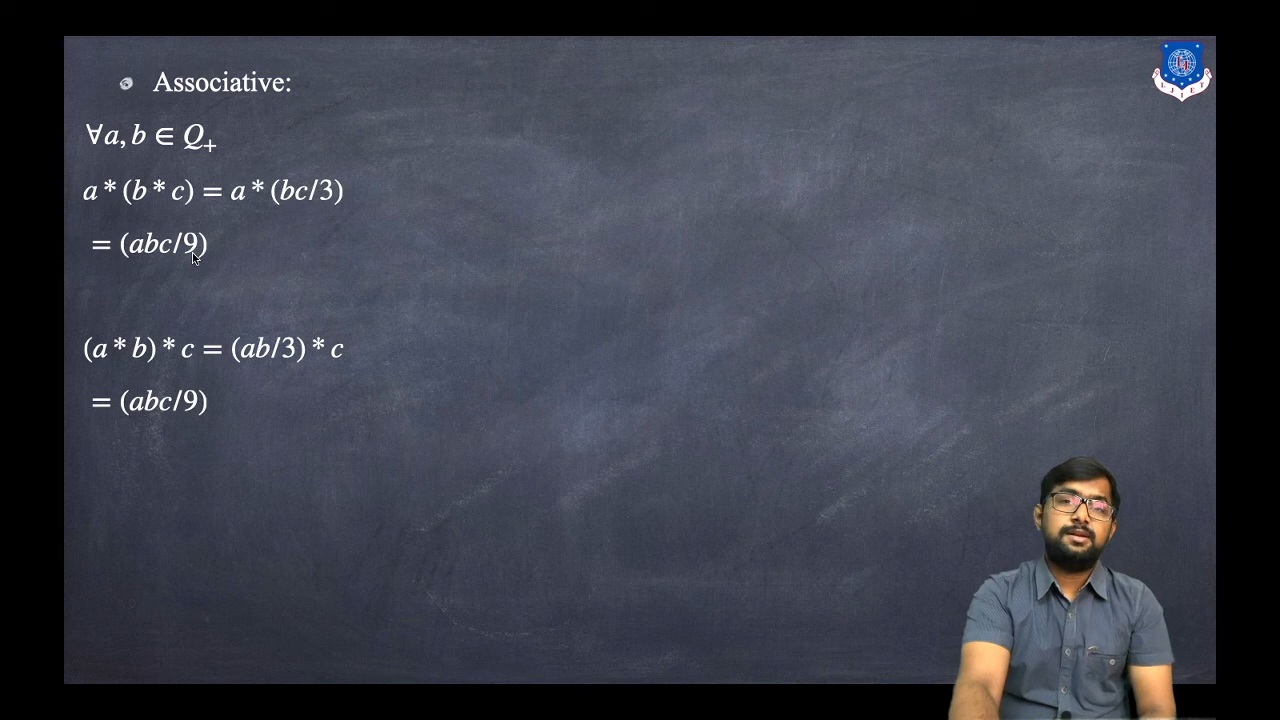 Associative:
∀a, b ∈ Q₊
a * (b * c) = a * (bc/3)
= (abc/9)
(a * b) * c = (ab/3) * c
= (abc/9)
L J I E T